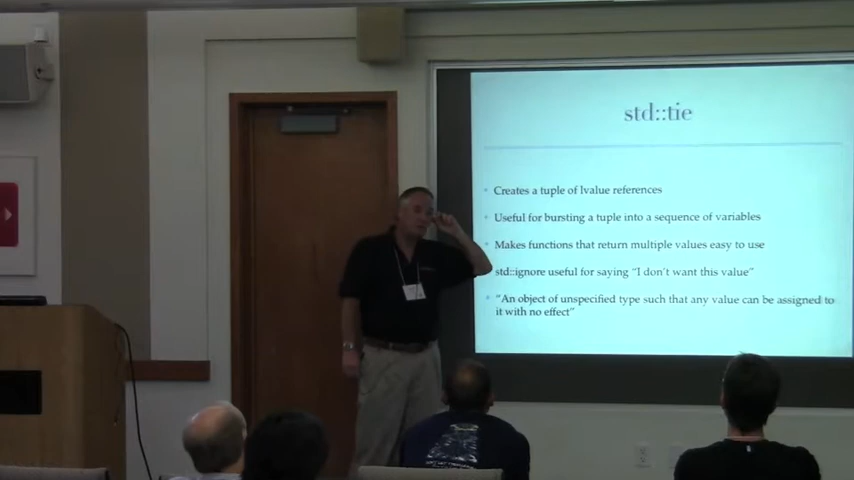 std::tie
Creates a tuple of lvalue references
Useful for bursting a tuple into a sequence of variables
Makes functions that return multiple values easy to use
std::ignore useful for saying “I don’t want this value”
“An object of unspecified type such that any value can be assigned to
it with no effect”